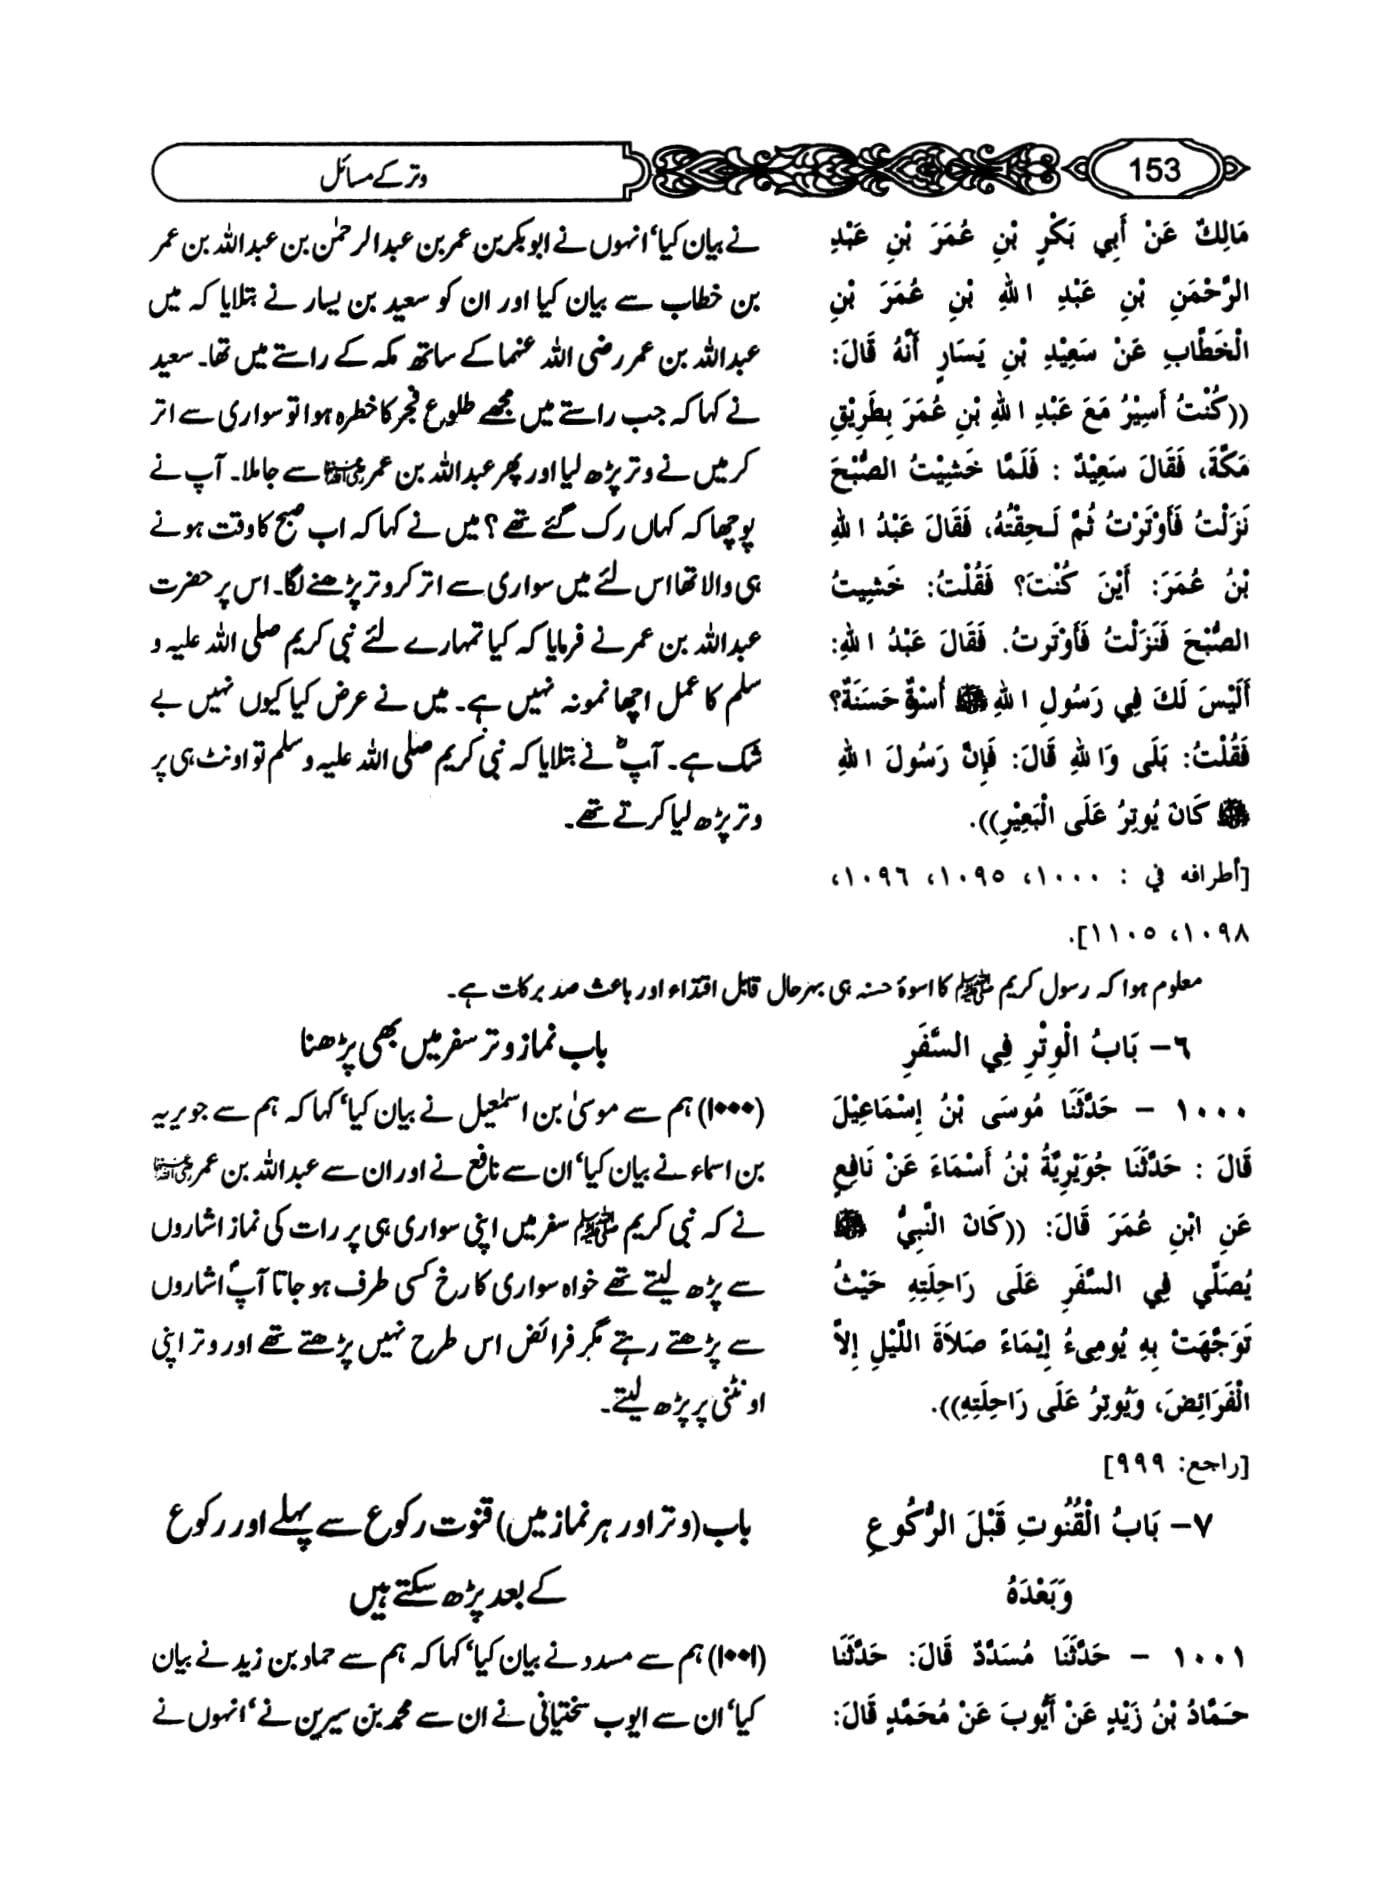 153
وتر کے مسائل
مَالِكٌ عَنْ أَبِي بَكْرِ بْنِ عُمَرَ بْنِ عَبْدِ
الرَّحْمَنِ بْنِ عَبْدِ اللهِ بْنِ عُمَرَ بْنِ
الْخَطَّابِ عَنْ سَعِيْدِ بْنِ يَسَارٍ أَنَّهُ قَالَ:
((كُنْتُ أَسِيْرُ مَعَ عَبْدِ اللهِ بْنِ عُمَرَ بِطَرِيْقِ
مَكَّةَ، فَقَالَ سَعِيْدٌ : فَلَمَّا خَشِيْتُ الصُّبْحَ
نَزَلْتُ فَأَوْتَرْتُ ثُمَّ لَحِقْتُهُ، فَقَالَ عَبْدُ اللهِ
بْنُ عُمَرَ: أَيْنَ كُنْتَ؟ فَقُلْتُ: خَشِيتُ
الصُّبْحَ فَنَزَلْتُ فَأَوْتَرتُ. فَقَالَ عَبْدُ اللهِ:
أَلَيْسَ لَكَ فِي رَسُولِ اللهِ ﷺ أُسْوَةٌ حَسَنَةٌ؟
فَقُلْتُ: بَلَى وَاللهِ قَالَ: فَإِنَّ رَسُولَ اللهِ
ﷺ كَانَ يُوتِرُ عَلَى الْبَعِيْرِ)).
[أطرافه في : ١٠٠٠، ١٠٩٥، ١٠٩٦،
١٠٩٨، ١١٠٥].
نے بیان کیا‘ انہوں نے ابوبکر بن عمر بن عبدالرحمٰن بن عبداللہ بن عمر
بن خطاب سے بیان کیا اور ان کو سعید بن یسار نے بتلایا کہ میں
عبداللہ بن عمر رضی اللہ عنہما کے ساتھ مکہ کے راستے میں تھا۔ سعید
نے کہا کہ جب راستے میں مجھے طلوع فجر کا خطرہ ہوا تو سواری سے اتر
کر میں نے وتر پڑھ لیا اور پھر عبداللہ بن عمر رضی اللہ عنہما سے جا ملا۔ آپ نے
پوچھا کہ کہاں رک گئے تھے؟ میں نے کہا کہ اب صبح کا وقت ہونے
ہی والا تھا اس لئے میں سواری سے اتر کر وتر پڑھنے لگا۔ اس پر حضرت
عبداللہ بن عمر نے فرمایا کہ کیا تمہارے لئے نبی کریم صلی اللہ علیہ و
سلم کا عمل اچھا نمونہ نہیں ہے۔ میں نے عرض کیا کیوں نہیں بے
شک ہے۔ آپؓ نے بتلایا کہ نبی کریم صلی اللہ علیہ وسلم تو اونٹ ہی پر
وتر پڑھ لیا کرتے تھے۔
معلوم ہوا کہ رسول کریم ﷺ کا اسوۂ حسنہ ہی بہرحال قابل اقتداء اور باعث صد برکات ہے۔
٦- بَابُ الْوِتْرِ فِي السَّفَرِ
باب نماز وتر سفر میں بھی پڑھنا
١٠٠٠ - حَدَّثَنَا مُوسَى بْنُ إِسْمَاعِيْلَ
قَالَ : حَدَّثَنَا جُوَيْرِيَّةُ بْنُ أَسْمَاءَ عَنْ نَافِعٍ
عَنِ ابْنِ عُمَرَ قَالَ: ((كَانَ النَّبِيُّ ﷺ
يُصَلِّي فِي السَّفَرِ عَلَى رَاحِلَتِهِ حَيْثُ
تَوَجَّهَتْ بِهِ يُومِىءُ إِيْمَاءً صَلاَةَ اللَّيْلِ إِلاَّ
الْفَرَائِضَ، وَيُوتِرُ عَلَى رَاحِلَتِهِ)).
[راجع: ٩٩٩]
(۱۰۰۰) ہم سے موسیٰ بن اسمٰعیل نے بیان کیا‘ کہا کہ ہم سے جویریہ
بن اسماء نے بیان کیا‘ ان سے نافع نے اور ان سے عبداللہ بن عمر رضی اللہ عنہما
نے کہ نبی کریم ﷺ سفر میں اپنی سواری ہی پر رات کی نماز اشاروں
سے پڑھ لیتے تھے خواہ سواری کا رخ کسی طرف ہو جاتا آپؐ اشاروں
سے پڑھتے رہتے مگر فرائض اس طرح نہیں پڑھتے تھے اور وتر اپنی
اونٹنی پر پڑھ لیتے۔
٧- بَابُ الْقُنُوتِ قَبْلَ الرُّكُوعِ
وَبَعْدَهُ
باب (وتر اور ہر نماز میں) قنوت رکوع سے پہلے اور رکوع
کے بعد پڑھ سکتے ہیں
١٠٠١ - حَدَّثَنَا مُسَدَّدٌ قَالَ: حَدَّثَنَا
حَمَّادُ بْنُ زَيْدٍ عَنْ أَيُّوبَ عَنْ مُحَمَّدٍ قَالَ:
(۱۰۰۱) ہم سے مسدد نے بیان کیا‘ کہا کہ ہم سے حماد بن زید نے بیان
کیا‘ ان سے ایوب سختیانی نے ان سے محمد بن سیرین نے‘ انہوں نے